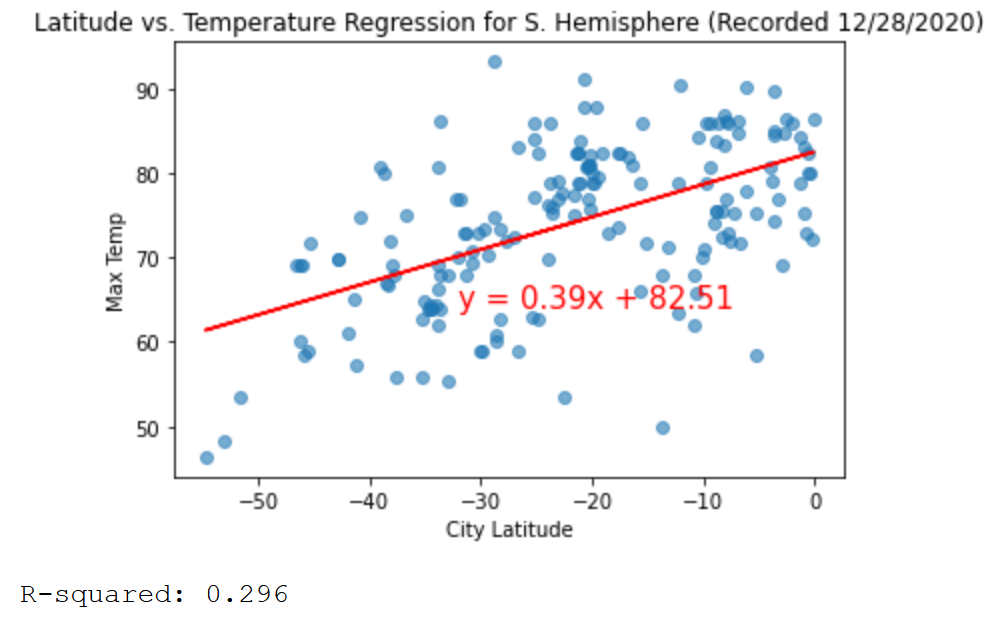 Latitude vs. Temperature Regression for S. Hemisphere (Recorded 12/28/2020)
90
80
70
60
50
Max Temp
y = 0.39x + 82.51
−50
−40
−30
−20
−10
0
City Latitude
R-squared: 0.296